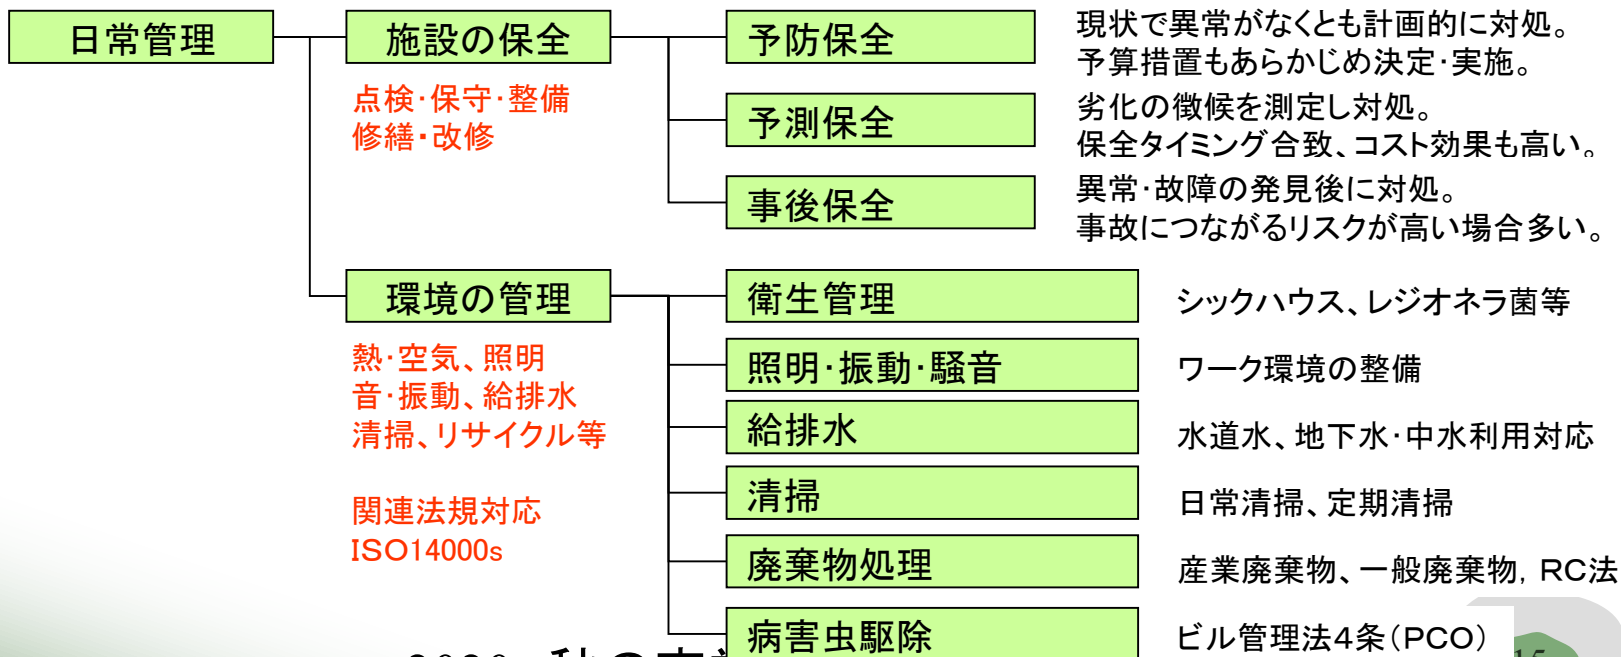 日常管理
施設の保全
点検･保守･整備
修繕・改修
予防保全
現状で異常がなくとも計画的に対処。
予算措置もあらかじめ決定･実施。
予測保全
劣化の徴候を測定し対処。
保全タイミング合致、コスト効果も高い。
事後保全
異常･故障の発見後に対処。
事故につながるリスクが高い場合多い。
環境の管理
熱･空気、照明
音･振動、給排水
清掃、リサイクル等
関連法規対応
ISO14000s
衛生管理
シックハウス、レジオネラ菌等
照明･振動･騒音
ワーク環境の整備
給排水
水道水、地下水･中水利用対応
清掃
日常清掃、定期清掃
廃棄物処理
産業廃棄物、一般廃棄物，RC法
病害虫駆除
ビル管理法4条（PCO）